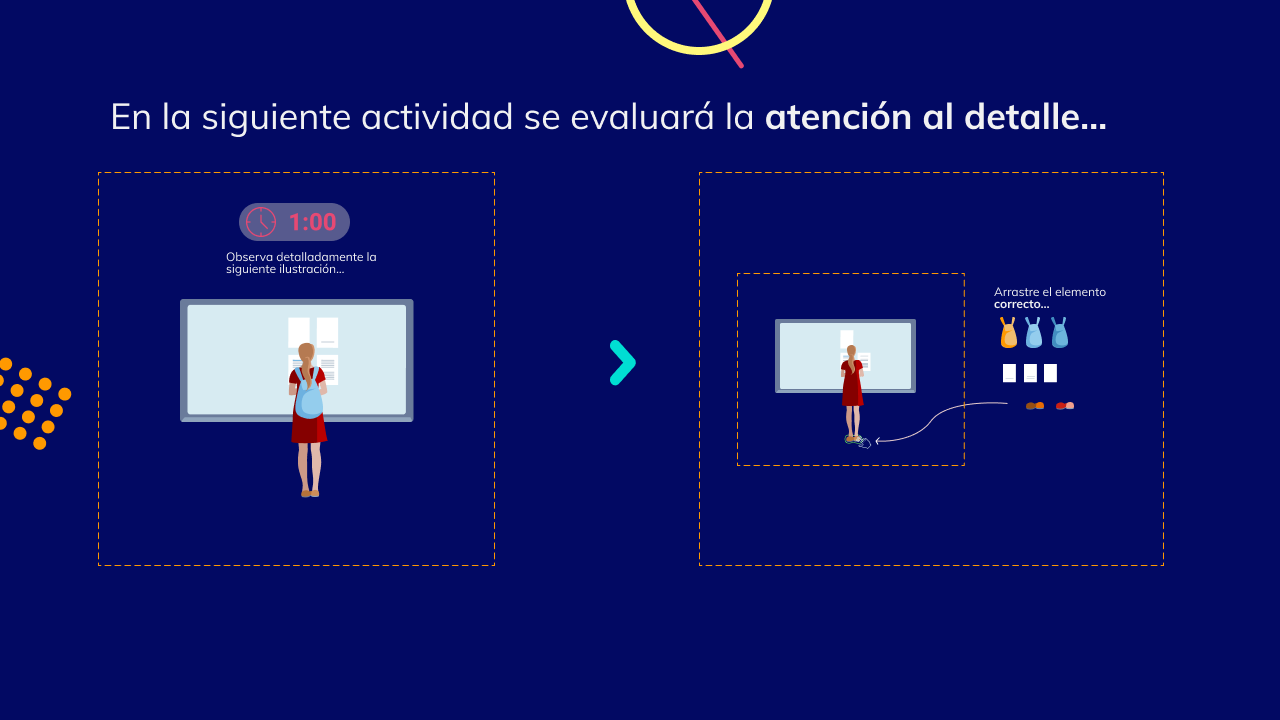 En la siguiente actividad se evaluará la atención al detalle...
1:00
Observa detalladamente la
siguiente ilustración...
Arrastre el elemento
correcto...